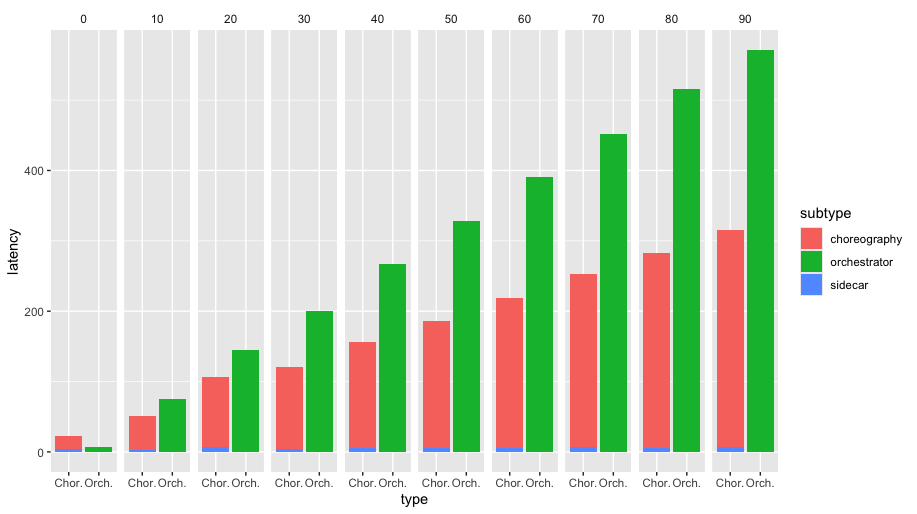 0 10 20 30 40 50 60 70 80 90
400
200
0
latency
Chor. Orch. Chor. Orch. Chor. Orch. Chor. Orch. Chor. Orch. Chor. Orch. Chor. Orch. Chor. Orch. Chor. Orch. Chor. Orch.
type
subtype
choreography
orchestrator
sidecar